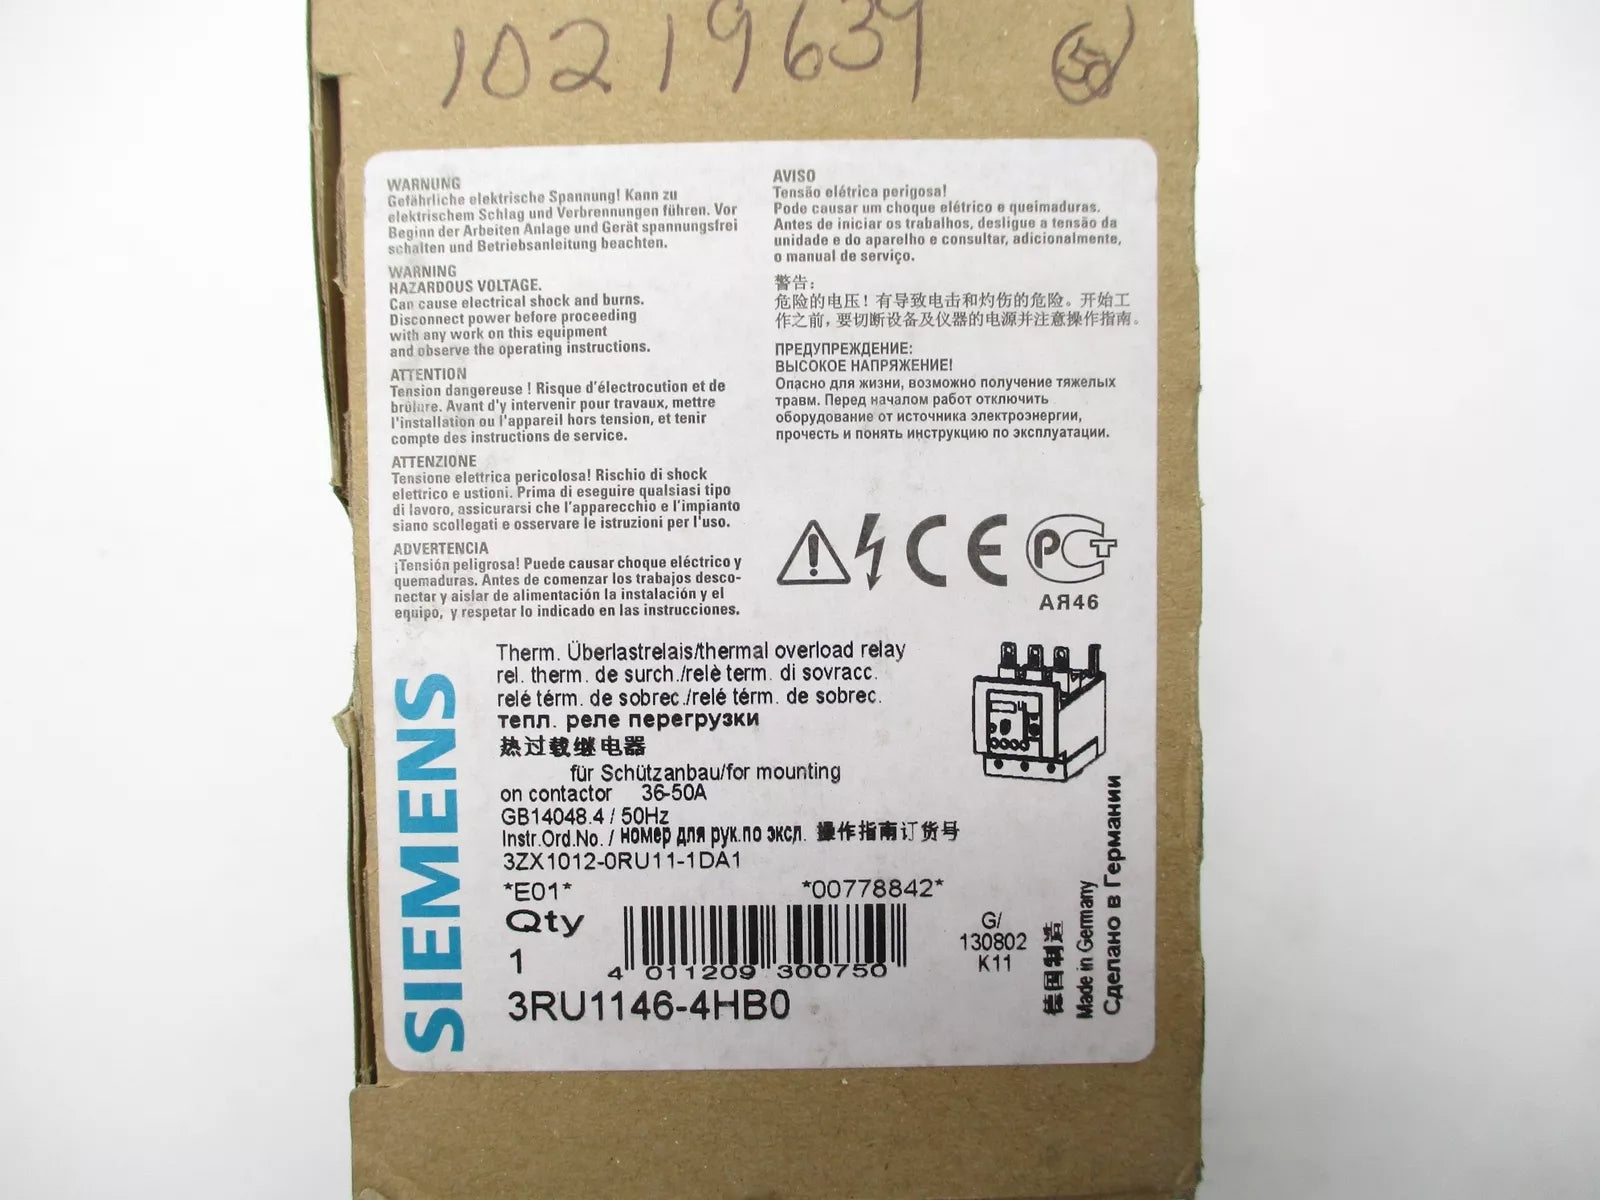 10219639 50
WARNUNG
Gefährliche elektrische Spannung! Kann zu
elektrischem Schlag und Verbrennungen führen. Vor
Beginn der Arbeiten Anlage und Gerät spannungsfrei
schalten und Betriebsanleitung beachten.
WARNING
HAZARDOUS VOLTAGE.
Can cause electrical shock and burns.
Disconnect power before proceeding
with any work on this equipment
and observe the operating instructions.
ATTENTION
Tension dangereuse ! Risque d'électrocution et de
brûlure. Avant d'y intervenir pour travaux, mettre
l'installation ou l'appareil hors tension, et tenir
compte des instructions de service.
ATTENZIONE
Tensione elettrica pericolosa! Rischio di shock
elettrico e ustioni. Prima di eseguire qualsiasi tipo
di lavoro, assicurarsi che l'apparecchio e l'impianto
siano scollegati e osservare le istruzioni per l'uso.
ADVERTENCIA
¡Tensión peligrosa! Puede causar choque eléctrico y
quemaduras. Antes de comenzar los trabajos desco-
nectar y aislar de alimentación la instalación y el
equipo, y respetar lo indicado en las instrucciones.
AVISO
Tensão elétrica perigosa!
Pode causar um choque elétrico e queimaduras.
Antes de iniciar os trabalhos, desligue a tensão da
unidade e do aparelho e consultar, adicionalmente,
o manual de serviço.
警告:
危险的电压！有导致电击和灼伤的危险。开始工
作之前,要切断设备及仪器的电源并注意操作指南。
ПРЕДУПРЕЖДЕНИЕ:
ВЫСОКОЕ НАПРЯЖЕНИЕ!
Опасно для жизни, возможно получение тяжелых
травм. Перед началом работ отключить
оборудование от источника электроэнергии,
прочесть и понять инструкцию по эксплуатации.
CE PCT
АЯ46
SIEMENS
Therm. Überlastrelais/thermal overload relay
rel. therm. de surch./relè term. di sovracc.
relé térm. de sobrec./relé térm. de sobrec.
тепл. реле перегрузки
热过载继电器
für Schützanbau/for mounting
on contactor 36-50A
GB14048.4 / 50Hz
Instr.Ord.No. / номер для рук.по эксп. 操作指南订货号
3ZX1012-0RU11-1DA1
*E01* *00778842*
Qty
1
4 011209 300750
3RU1146-4HB0
G/
130802
K11
德国制造
Made in Germany
Сделано в Германии